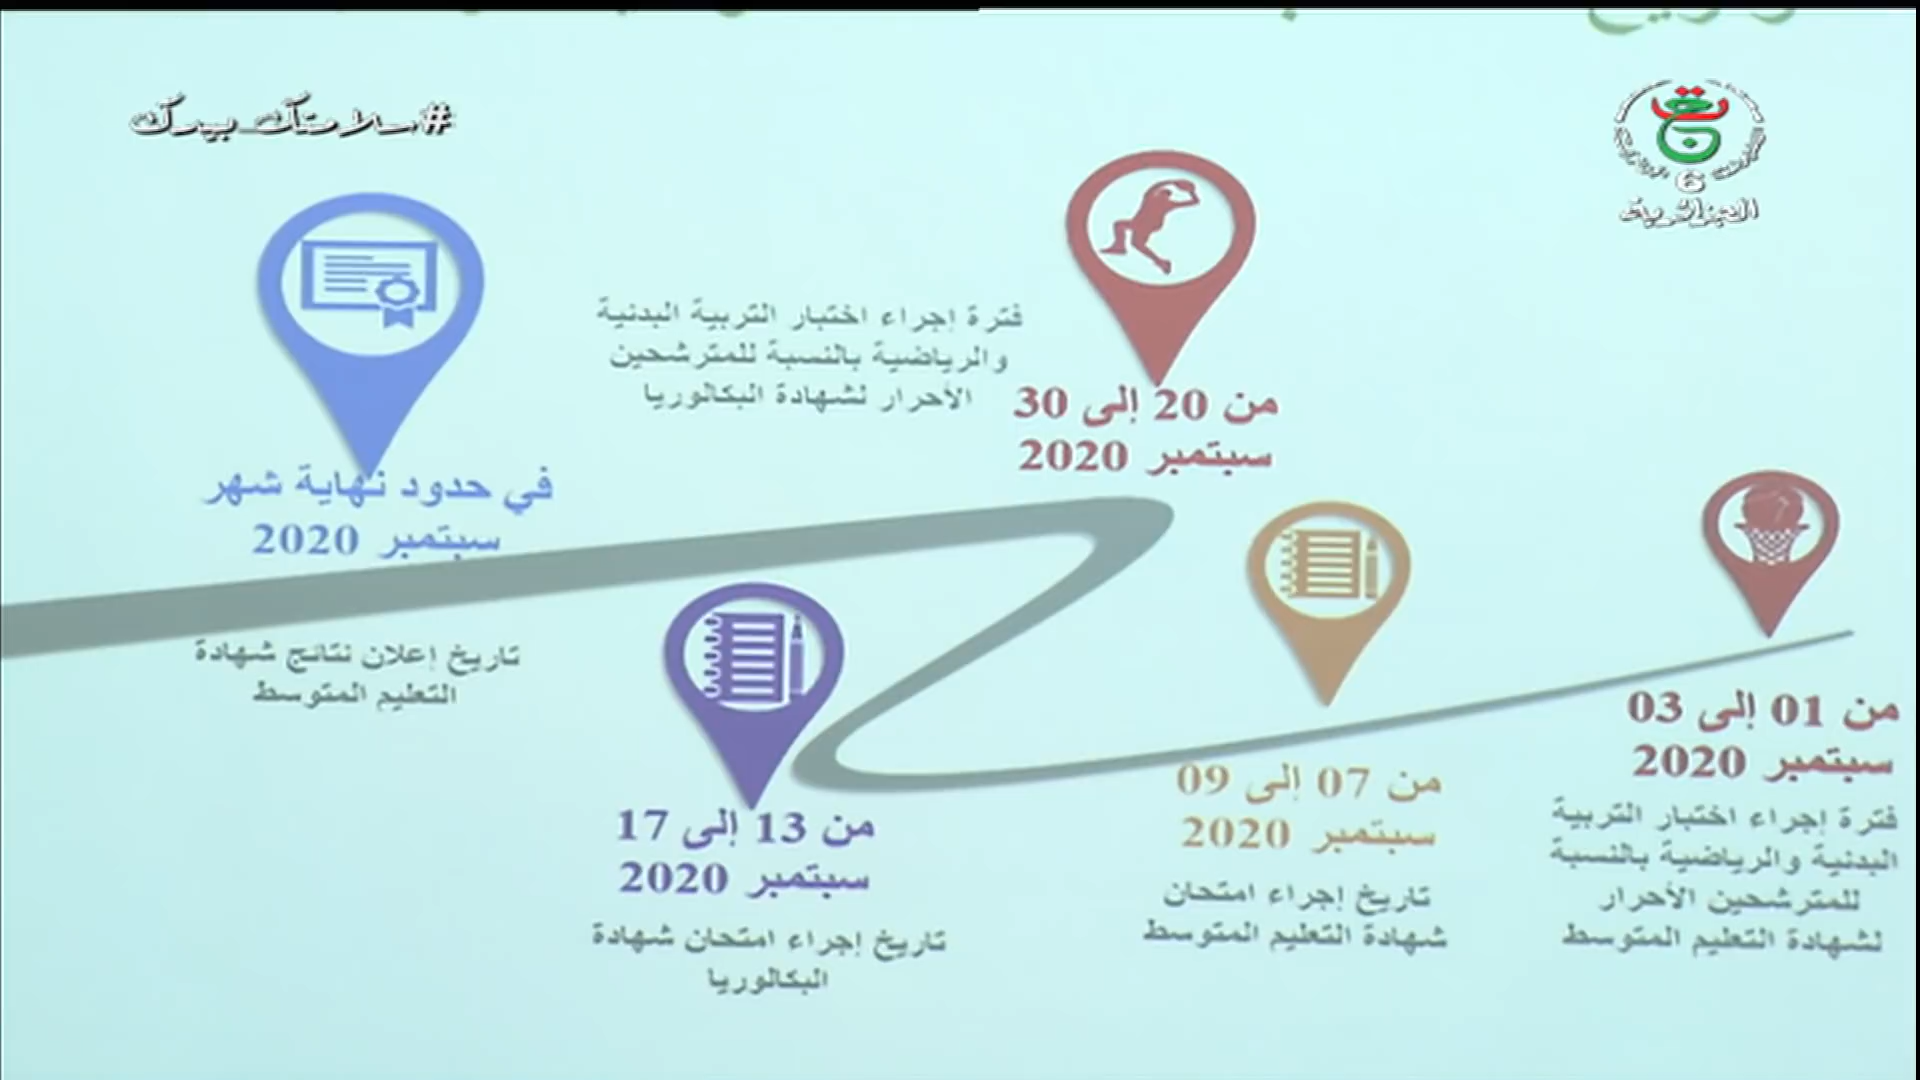 #سلامتك_بيدك
6
الجزائرية
من 01 إلى 03
سبتمبر 2020
فترة إجراء اختبار التربية
البدنية والرياضية بالنسبة
للمترشحين الأحرار
لشهادة التعليم المتوسط
من 07 إلى 09
سبتمبر 2020
تاريخ إجراء امتحان
شهادة التعليم المتوسط
من 13 إلى 17
سبتمبر 2020
تاريخ إجراء امتحان شهادة
البكالوريا
من 20 إلى 30
سبتمبر 2020
فترة إجراء اختبار التربية البدنية
والرياضية بالنسبة للمترشحين
الأحرار لشهادة البكالوريا
في حدود نهاية شهر
سبتمبر 2020
تاريخ إعلان نتائج شهادة
التعليم المتوسط